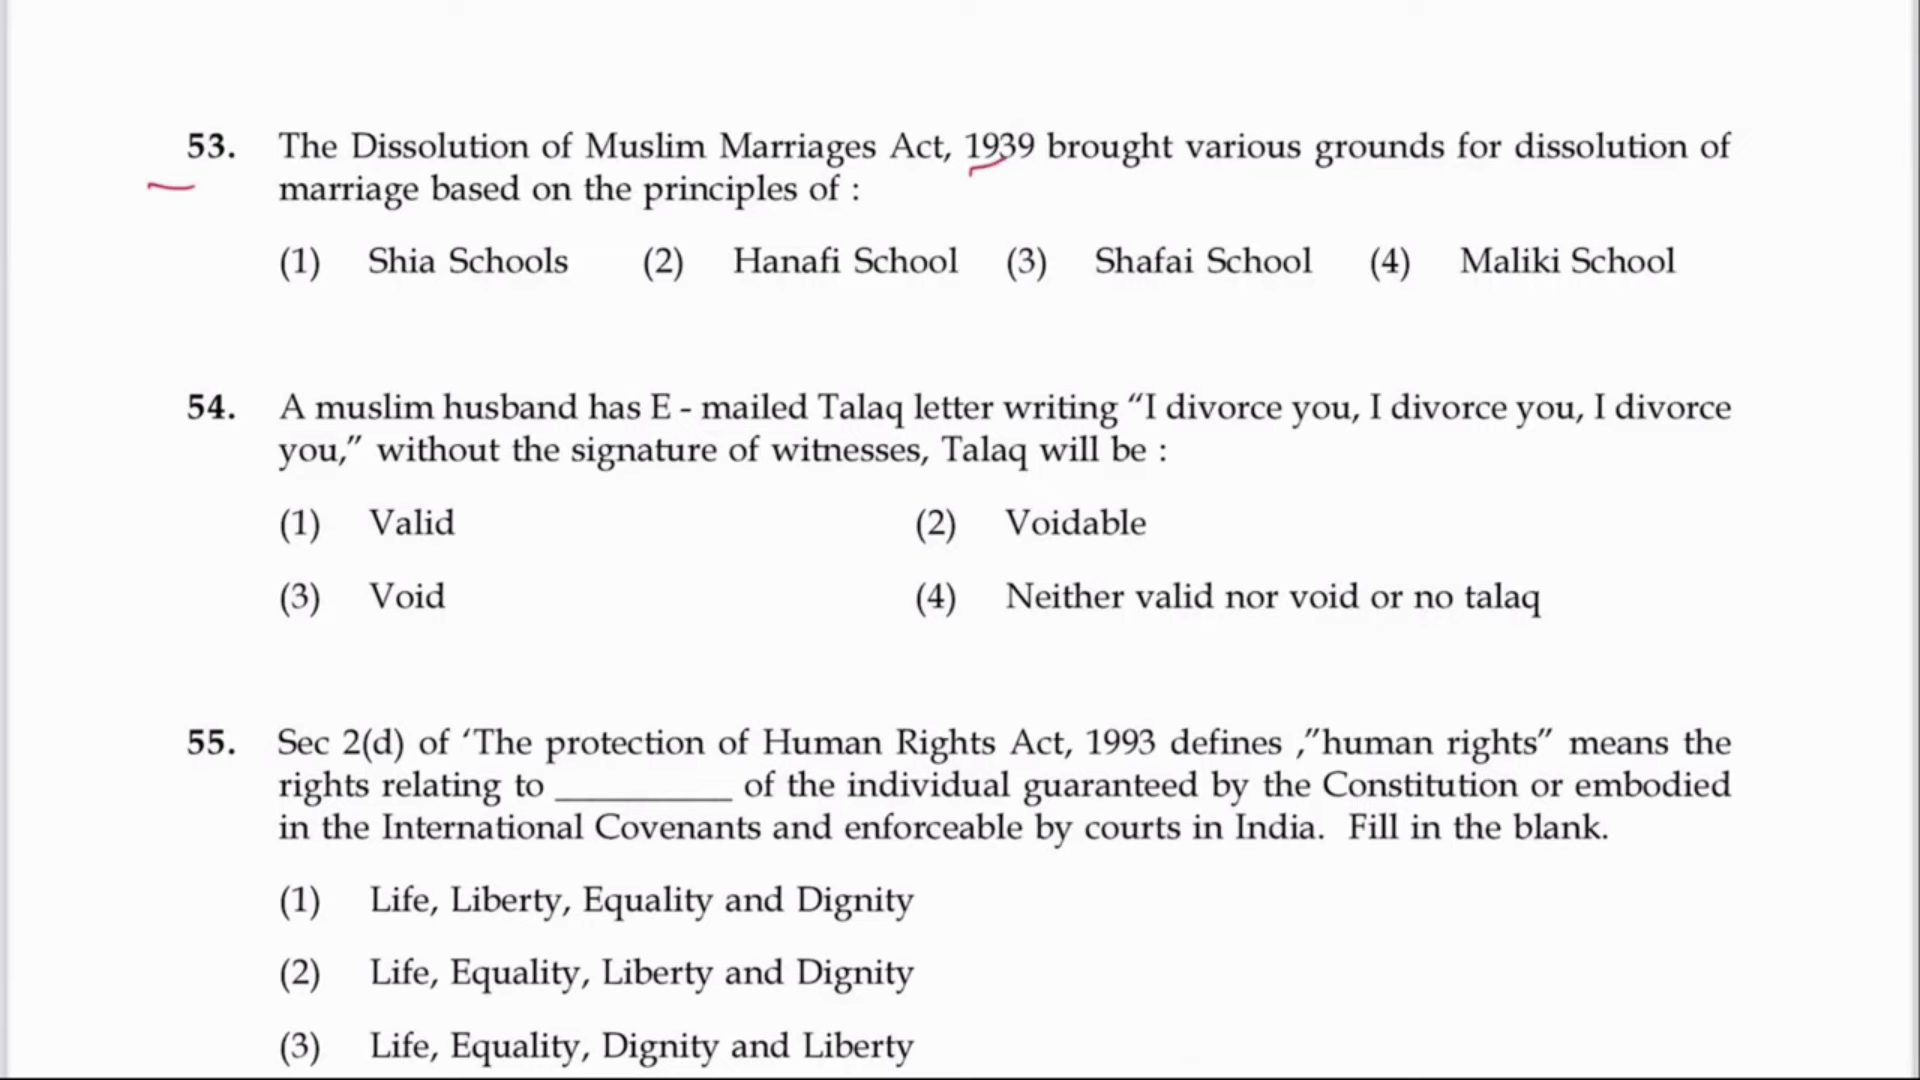 53. The Dissolution of Muslim Marriages Act, 1939 brought various grounds for dissolution of
marriage based on the principles of :
(1) Shia Schools (2) Hanafi School (3) Shafai School (4) Maliki School
54. A muslim husband has E - mailed Talaq letter writing “I divorce you, I divorce you, I divorce
you,” without the signature of witnesses, Talaq will be :
(1) Valid (2) Voidable
(3) Void (4) Neither valid nor void or no talaq
55. Sec 2(d) of ‘The protection of Human Rights Act, 1993 defines ,”human rights” means the
rights relating to __________ of the individual guaranteed by the Constitution or embodied
in the International Covenants and enforceable by courts in India. Fill in the blank.
(1) Life, Liberty, Equality and Dignity
(2) Life, Equality, Liberty and Dignity
(3) Life, Equality, Dignity and Liberty